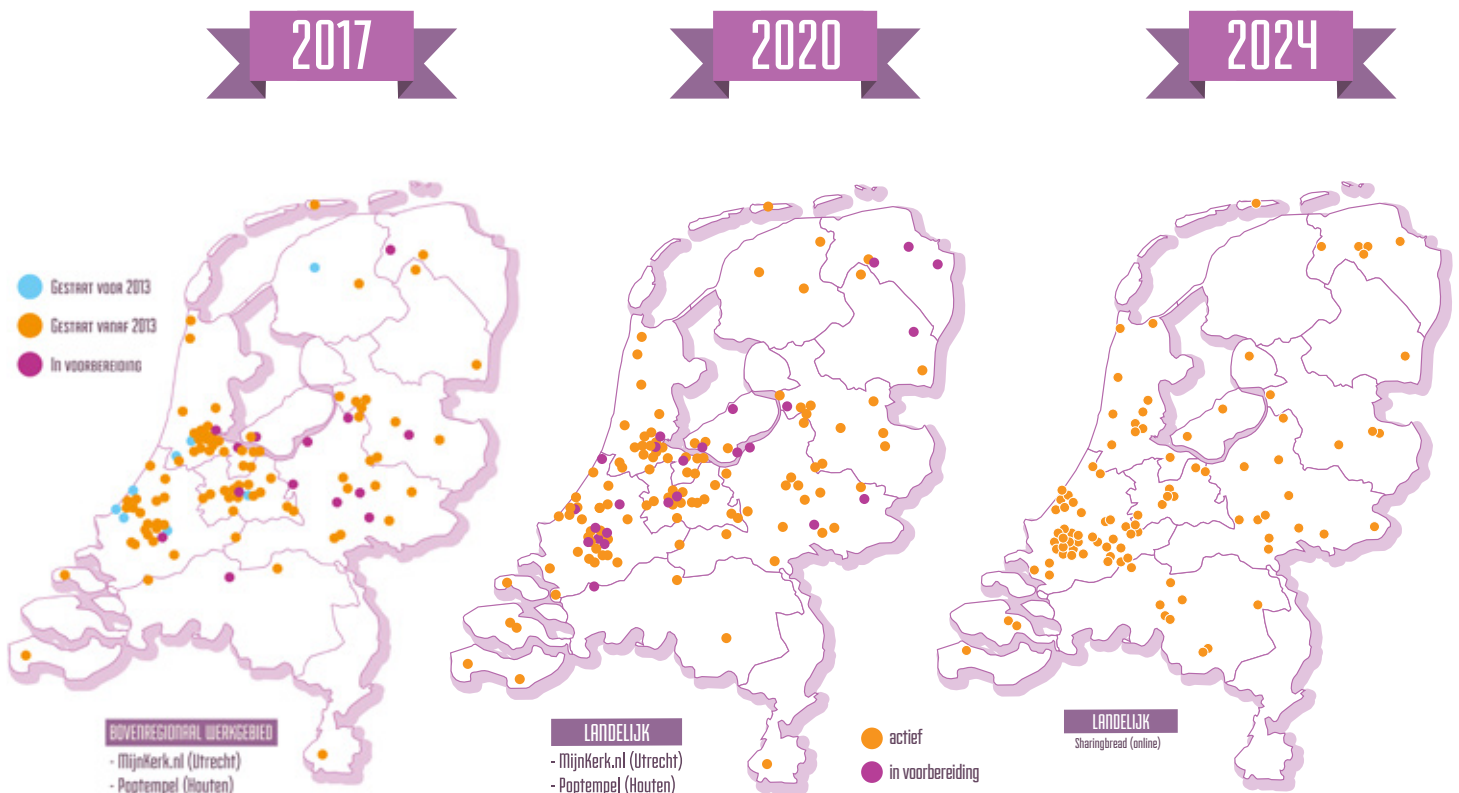 2017
2020
2024
Gestart voor 2013
Gestart vanaf 2013
In voorbereiding
Bovenregionaal werkgebied
- MijnKerk.nl (Utrecht)
- Poptempel (Houten)
LANDELIJK
- MijnKerk.nl (Utrecht)
- Poptempel (Houten)
actief
in voorbereiding
LANDELIJK
Sharingbread (online)